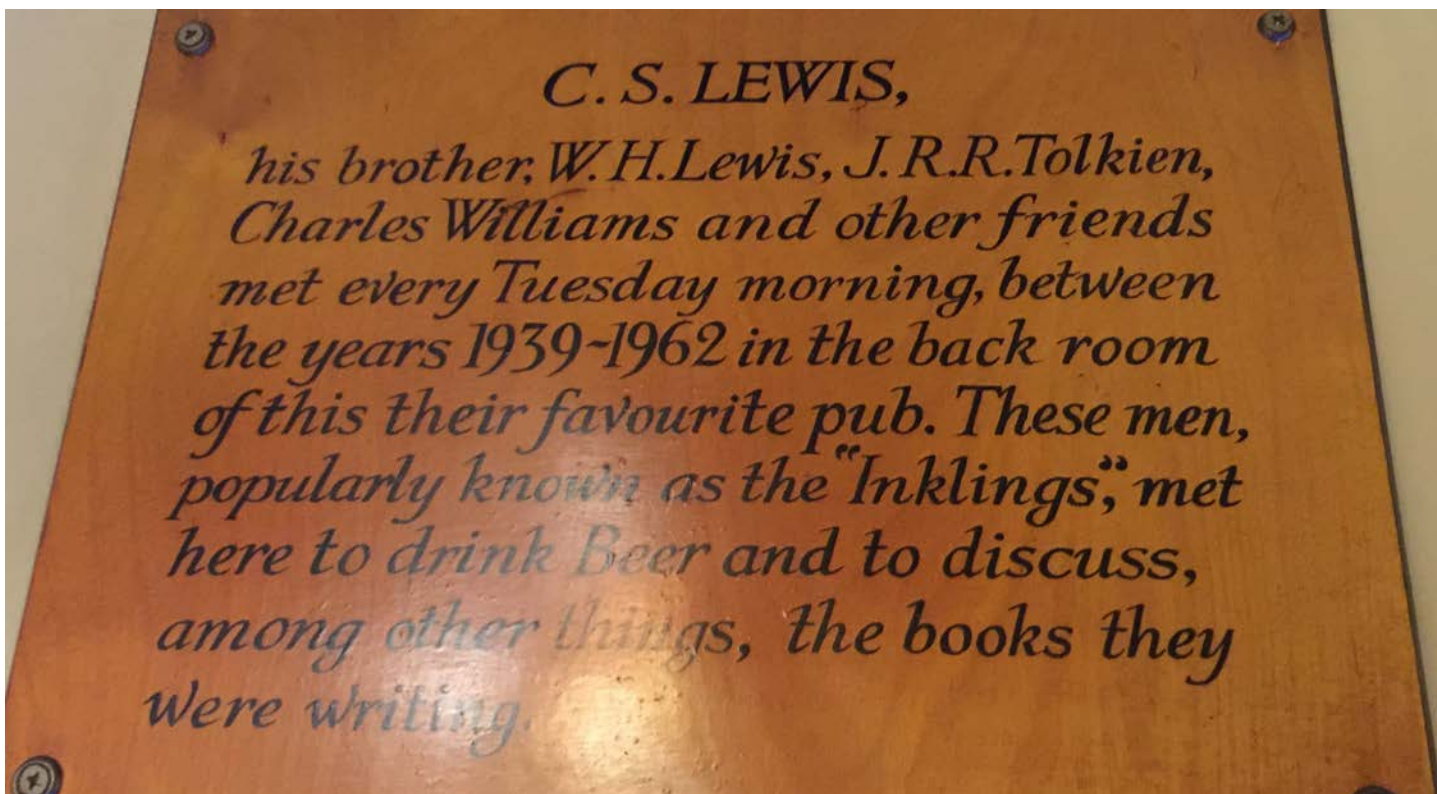 C. S. LEWIS,
his brother, W. H. Lewis, J. R. R. Tolkien,
Charles Williams and other friends
met every Tuesday morning, between
the years 1939-1962 in the back room
of this their favourite pub. These men,
popularly known as the "Inklings", met
here to drink Beer and to discuss,
among other things, the books they
were writing.